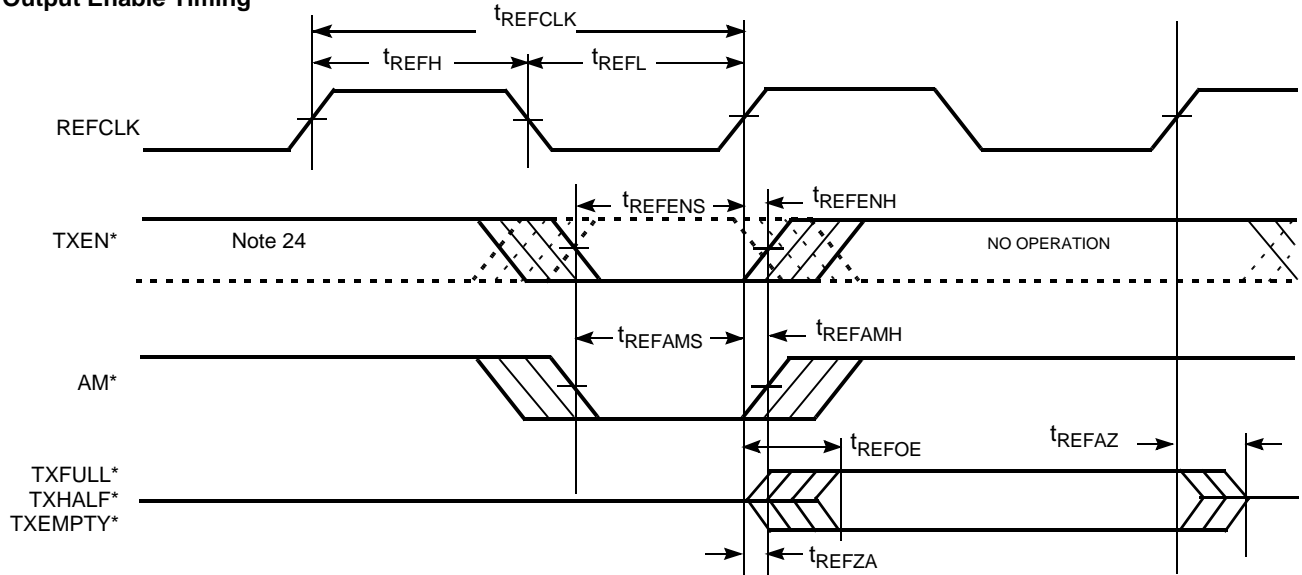 Output Enable Timing
tREFCLK
tREFH
tREFL
REFCLK
tREFENS
tREFENH
TXEN*
Note 24
NO OPERATION
tREFAMS
tREFAMH
AM*
tREFOE
tREFAZ
TXFULL*
TXHALF*
TXEMPTY*
tREFZA